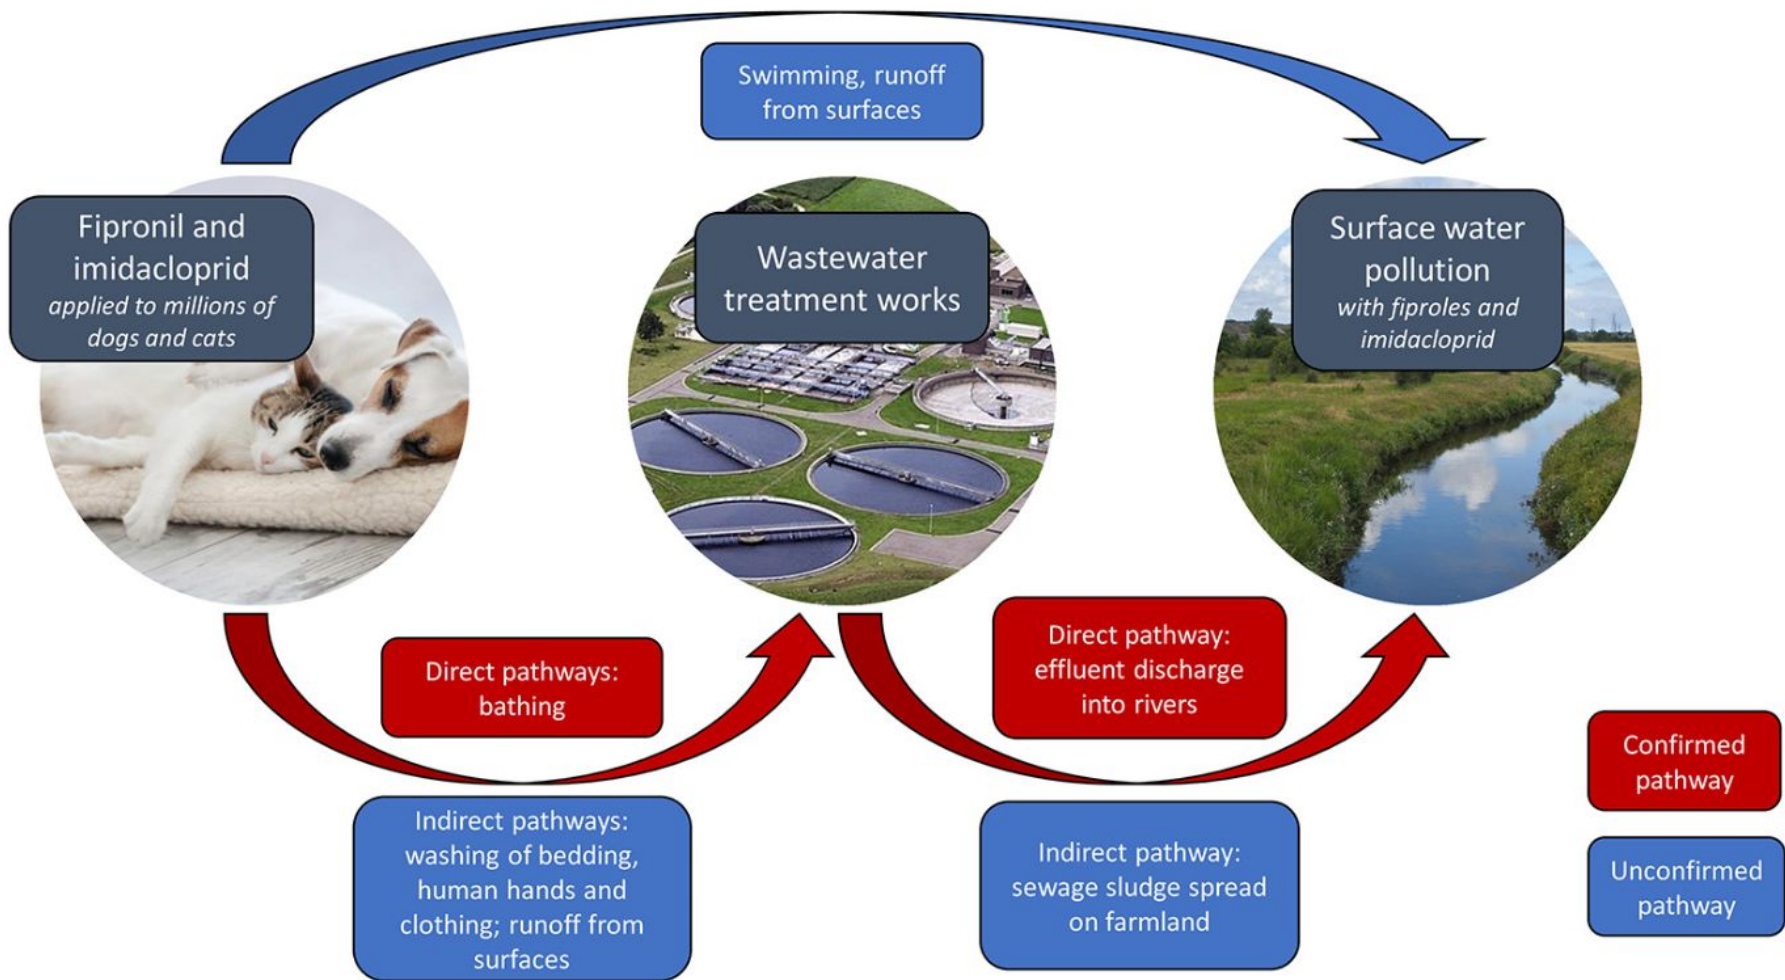 Swimming, runoff
from surfaces
Fipronil and
imidacloprid
applied to millions of
dogs and cats
Wastewater
treatment works
Surface water
pollution
with fiproles and
imidacloprid
Direct pathways:
bathing
Direct pathway:
effluent discharge
into rivers
Indirect pathways:
washing of bedding,
human hands and
clothing; runoff from
surfaces
Indirect pathway:
sewage sludge spread
on farmland
Confirmed
pathway
Unconfirmed
pathway